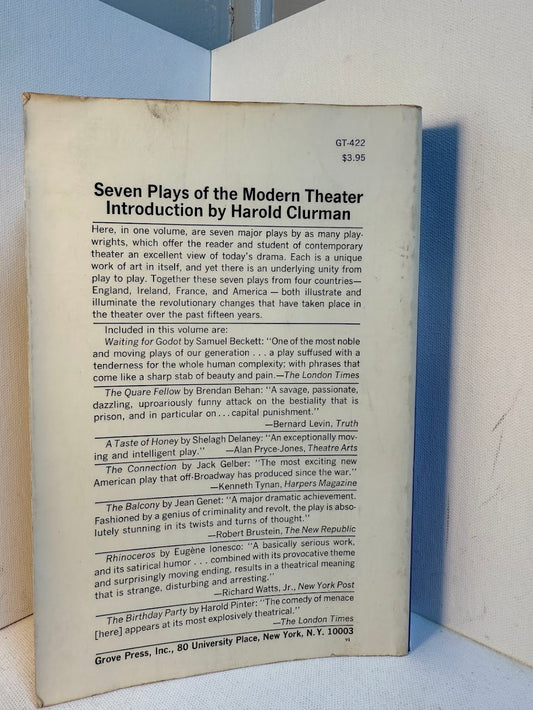 GT-422
$3.95
Seven Plays of the Modern Theater
Introduction by Harold Clurman
Here, in one volume, are seven major plays by as many play-
wrights, which offer the reader and student of contemporary
theater an excellent view of today's drama. Each is a unique
work of art in itself, and yet there is an underlying unity from
play to play. Together these seven plays from four countries—
England, Ireland, France, and America — both illustrate and
illuminate the revolutionary changes that have taken place in
the theater over the past fifteen years.
Included in this volume are:
Waiting for Godot by Samuel Beckett: "One of the most noble
and moving plays of our generation . . . a play suffused with a
tenderness for the whole human complexity; with phrases that
come like a sharp stab of beauty and pain.—The London Times
The Quare Fellow by Brendan Behan: "A savage, passionate,
dazzling, uproariously funny attack on the bestiality that is
prison, and in particular on . . . capital punishment."
—Bernard Levin, Truth
A Taste of Honey by Shelagh Delaney: "An exceptionally mov-
ing and intelligent play." —Alan Pryce-Jones, Theatre Arts
The Connection by Jack Gelber: "The most exciting new
American play that off-Broadway has produced since the war."
—Kenneth Tynan, Harpers Magazine
The Balcony by Jean Genet: "A major dramatic achievement.
Fashioned by a genius of criminality and revolt, the play is abso-
lutely stunning in its twists and turns of thought."
—Robert Brustein, The New Republic
Rhinoceros by Eugène Ionesco: "A basically serious work,
and its satirical humor . . . combined with its provocative theme
and surprisingly moving ending, results in a theatrical meaning
that is strange, disturbing and arresting."
—Richard Watts, Jr., New York Post
The Birthday Party by Harold Pinter: "The comedy of menace
[here] appears at its most explosively theatrical."
—The London Times
Grove Press, Inc., 80 University Place, New York, N.Y. 10003